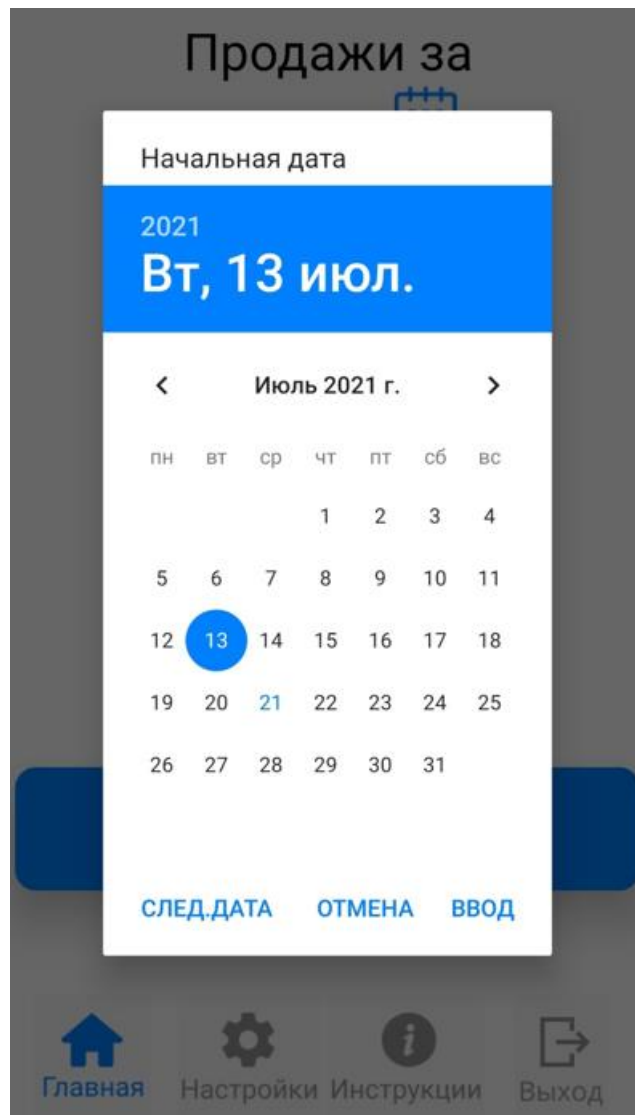 Продажи за
Начальная дата
2021
Вт, 13 июл.
Июль 2021 г.
пн вт ср чт пт сб вс
1 2 3 4
5 6 7 8 9 10 11
12 13 14 15 16 17 18
19 20 21 22 23 24 25
26 27 28 29 30 31
СЛЕД.ДАТА ОТМЕНА ВВОД
Главная Настройки Инструкции Выход